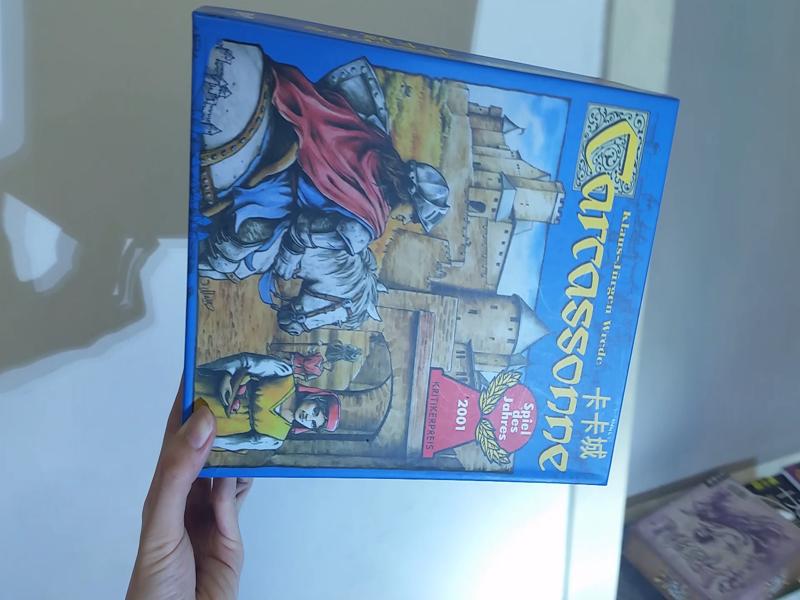 Klaus-Jürgen Wrede
Carcassonne
卡卡城
Spiel
des
Jahres
2001
KRITIKERPREIS